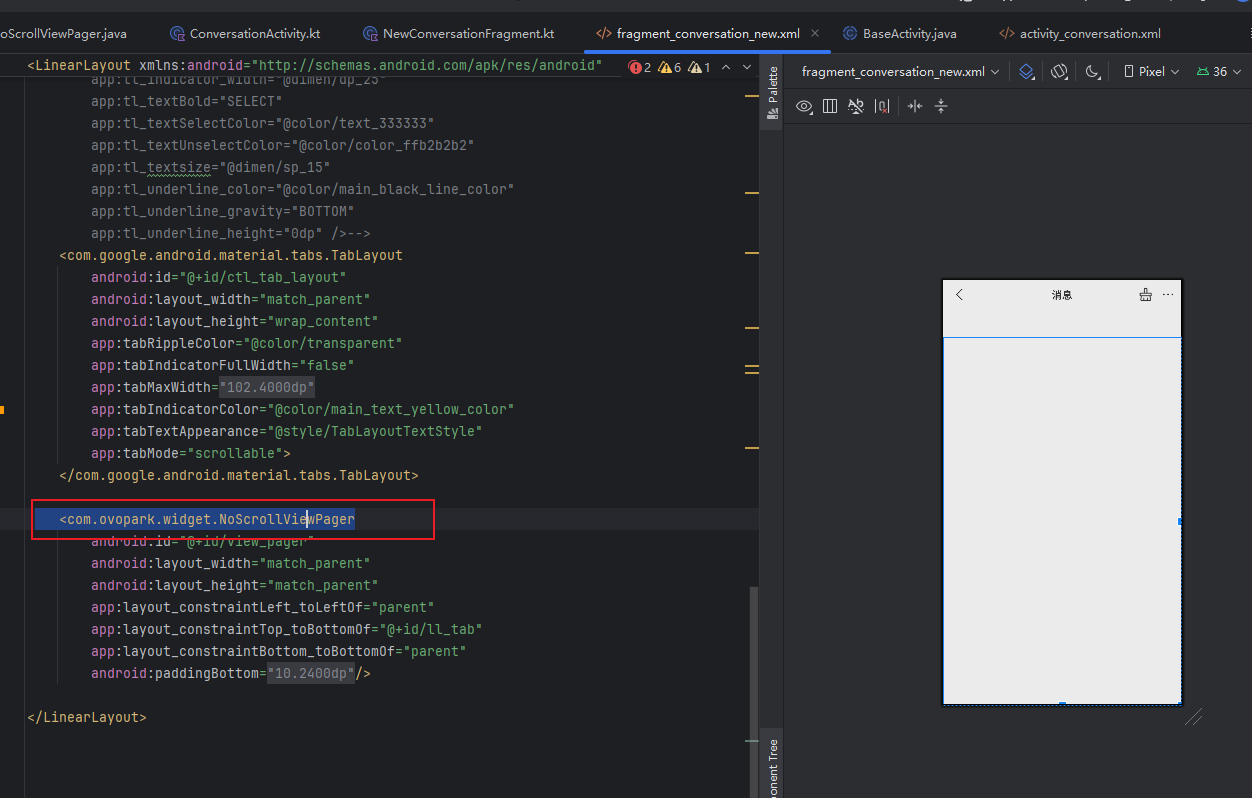 oScrollViewPager.java
ConversationActivity.kt
NewConversationFragment.kt
fragment_conversation_new.xml
BaseActivity.java
activity_conversation.xml
<LinearLayout xmlns:android="http://schemas.android.com/apk/res/android"
2 6 1
app:tl_indicator_width="@dimen/dp_25"
app:tl_textBold="SELECT"
app:tl_textSelectColor="@color/text_333333"
app:tl_textUnselectColor="@color/color_ffb2b2b2"
app:tl_textsize="@dimen/sp_15"
app:tl_underline_color="@color/main_black_line_color"
app:tl_underline_gravity="BOTTOM"
app:tl_underline_height="0dp" />-->
<com.google.android.material.tabs.TabLayout
android:id="@+id/ctl_tab_layout"
android:layout_width="match_parent"
android:layout_height="wrap_content"
app:tabRippleColor="@color/transparent"
app:tabIndicatorFullWidth="false"
app:tabMaxWidth="102.4000dp"
app:tabIndicatorColor="@color/main_text_yellow_color"
app:tabTextAppearance="@style/TabLayoutTextStyle"
app:tabMode="scrollable">
</com.google.android.material.tabs.TabLayout>
<com.ovopark.widget.NoScrollViewPager
android:id="@+id/view_pager"
android:layout_width="match_parent"
android:layout_height="match_parent"
app:layout_constraintLeft_toLeftOf="parent"
app:layout_constraintTop_toBottomOf="@+id/ll_tab"
app:layout_constraintBottom_toBottomOf="parent"
android:paddingBottom="10.2400dp"/>
</LinearLayout>
Palette
onent Tree
fragment_conversation_new.xml
Pixel
36
消息